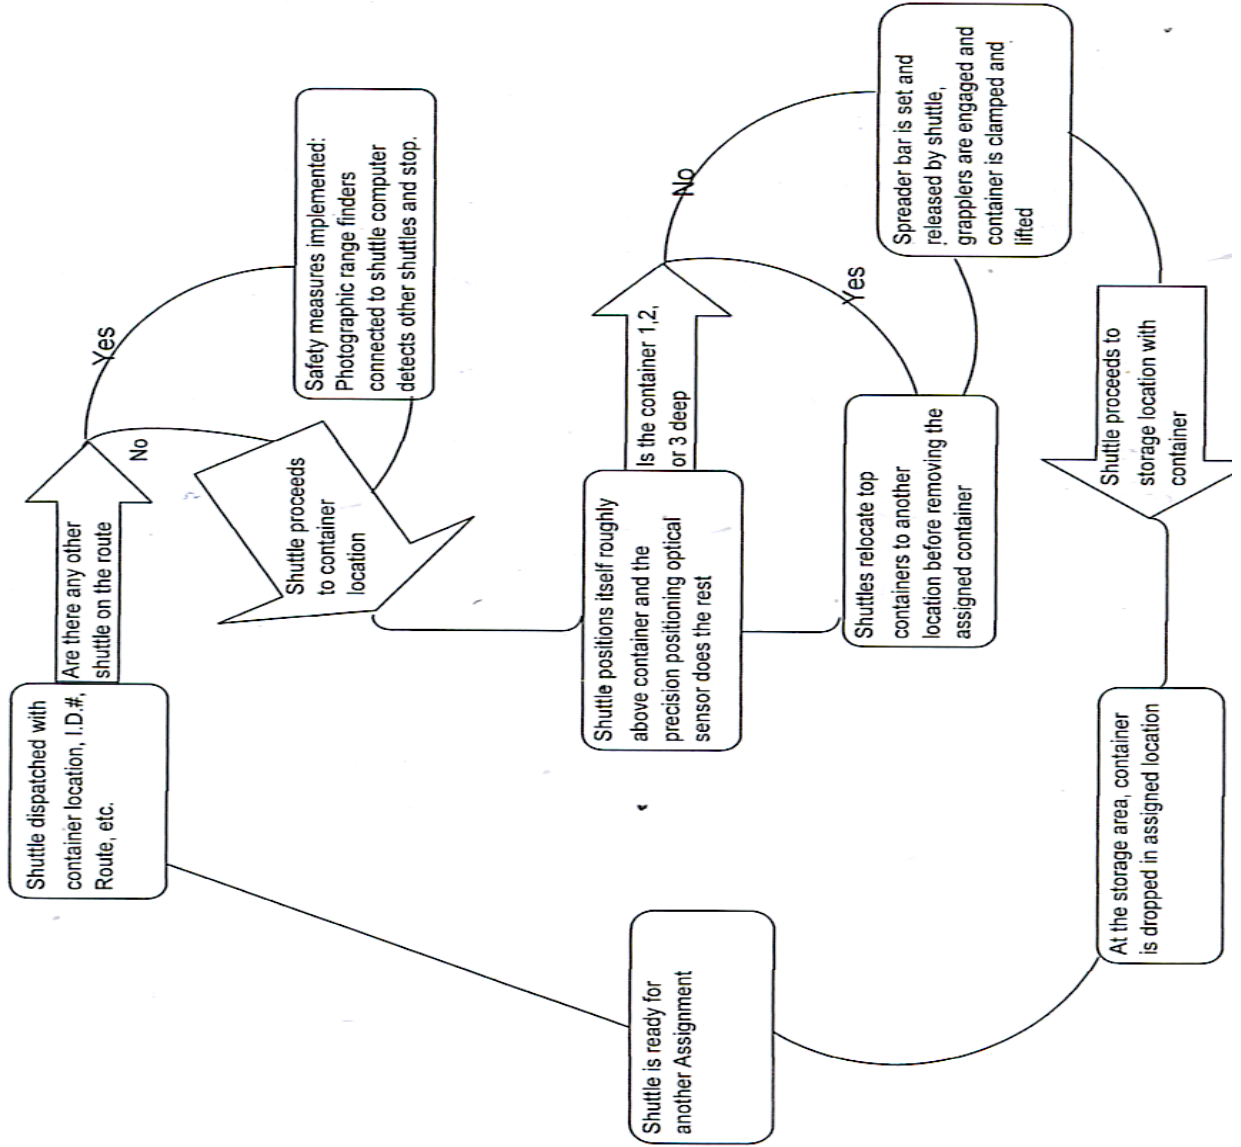 Shuttle dispatched with
container location, I.D.#,
Route, etc.
Are there any other
shuttle on the route
Yes
No
Safety measures implemented:
Photographic range finders
connected to shuttle computer
detects other shuttles and stop.
Shuttle proceeds
to container
location
Shuttle positions itself roughly
above container and the
precision positioning optical
sensor does the rest
Is the container 1,2,
or 3 deep
No
Yes
Shuttles relocate top
containers to another
location before removing the
assigned container
Spreader bar is set and
released by shuttle,
grapplers are engaged and
container is clamped and
lifted
Shuttle proceeds to
storage location with
container
At the storage area, container
is dropped in assigned location
Shuttle is ready for
another Assignment